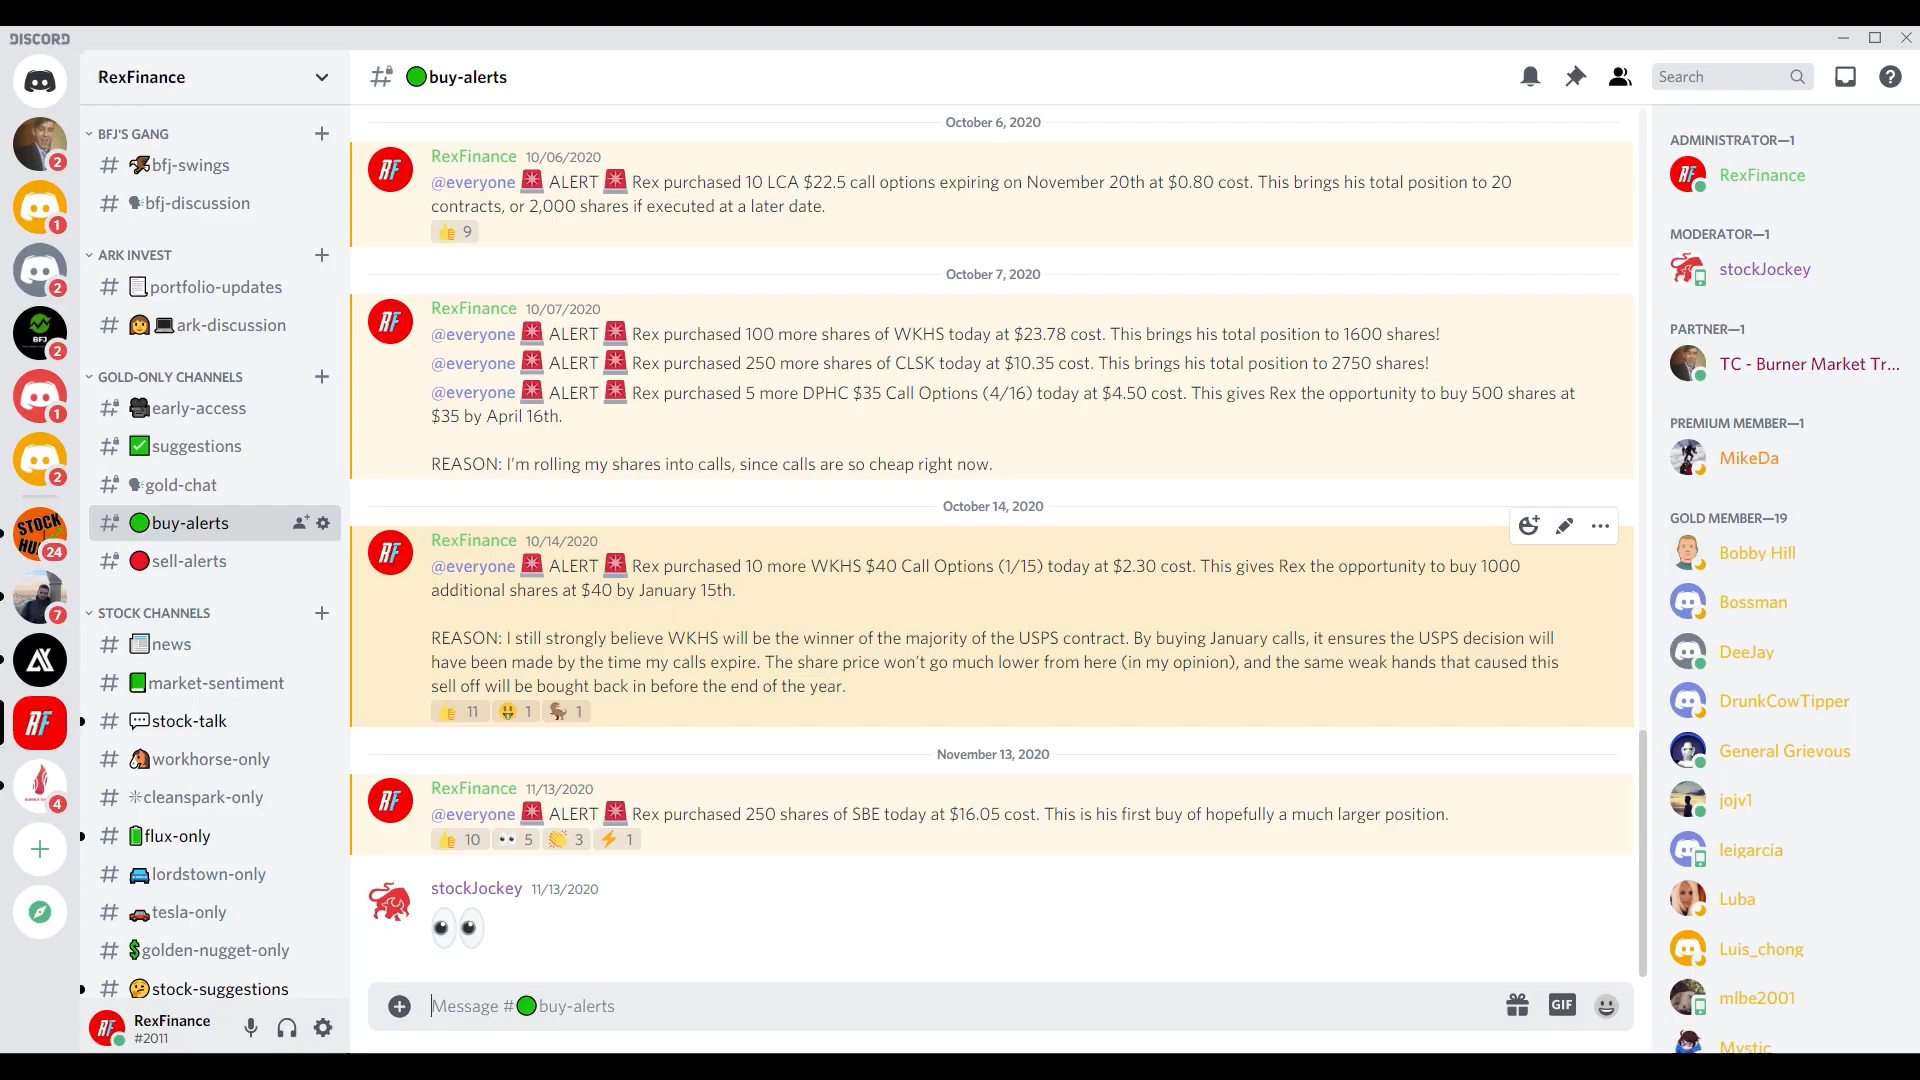 DISCORD
RexFinance
buy-alerts
Search
BFJ'S GANG
bfj-swings
bfj-discussion
ARK INVEST
portfolio-updates
ark-discussion
GOLD-ONLY CHANNELS
early-access
suggestions
gold-chat
buy-alerts
sell-alerts
STOCK CHANNELS
news
market-sentiment
stock-talk
workhorse-only
cleanspark-only
flux-only
lordstown-only
tesla-only
golden-nugget-only
stock-suggestions
RexFinance
#2011
2
1
2
BFJ
2
1
2
STOCK
HU
24
7
RF
4
October 6, 2020
RexFinance 10/06/2020
@everyone 🚨 ALERT 🚨 Rex purchased 10 LCA $22.5 call options expiring on November 20th at $0.80 cost. This brings his total position to 20
contracts, or 2,000 shares if executed at a later date.
👍 9
October 7, 2020
RexFinance 10/07/2020
@everyone 🚨 ALERT 🚨 Rex purchased 100 more shares of WKHS today at $23.78 cost. This brings his total position to 1600 shares!
@everyone 🚨 ALERT 🚨 Rex purchased 250 more shares of CLSK today at $10.35 cost. This brings his total position to 2750 shares!
@everyone 🚨 ALERT 🚨 Rex purchased 5 more DPHC $35 Call Options (4/16) today at $4.50 cost. This gives Rex the opportunity to buy 500 shares at
$35 by April 16th.
REASON: I'm rolling my shares into calls, since calls are so cheap right now.
October 14, 2020
RexFinance 10/14/2020
@everyone 🚨 ALERT 🚨 Rex purchased 10 more WKHS $40 Call Options (1/15) today at $2.30 cost. This gives Rex the opportunity to buy 1000
additional shares at $40 by January 15th.
REASON: I still strongly believe WKHS will be the winner of the majority of the USPS contract. By buying January calls, it ensures the USPS decision will
have been made by the time my calls expire. The share price won't go much lower from here (in my opinion), and the same weak hands that caused this
sell off will be bought back in before the end of the year.
👍 11 🤑 1 🦖 1
November 13, 2020
RexFinance 11/13/2020
@everyone 🚨 ALERT 🚨 Rex purchased 250 shares of SBE today at $16.05 cost. This is his first buy of hopefully a much larger position.
👍 10 👀 5 👏 3 ⚡ 1
stockJockey 11/13/2020
👀
Message #🟢buy-alerts
GIF
ADMINISTRATOR—1
RexFinance
MODERATOR—1
stockJockey
PARTNER—1
TC - Burner Market Tr...
PREMIUM MEMBER—1
MikeDa
GOLD MEMBER—19
Bobby Hill
Bossman
DeeJay
DrunkCowTipper
General Grievous
jojv1
leigarcia
Luba
Luis_chong
mlbe2001
Mystic